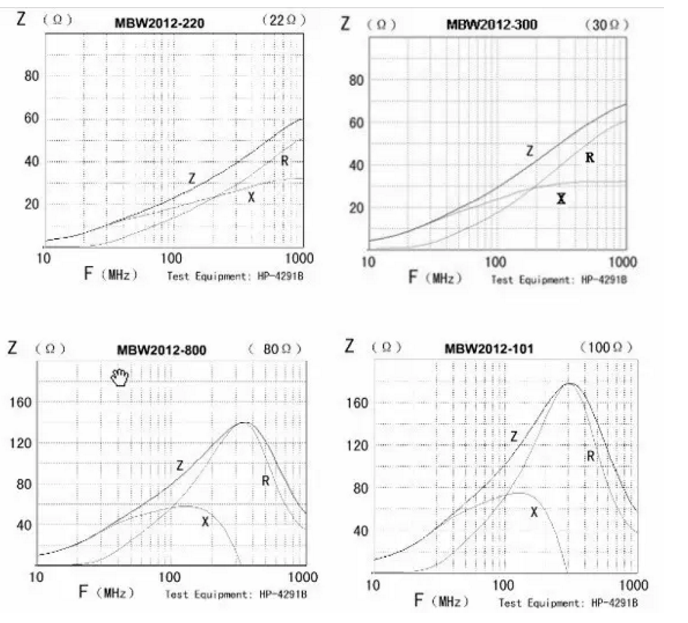 Z (Ω) MBW2012-220 (22Ω)
80
60
40
20
Z
R
X
10 100 1000
F (MHz) Test Equipment: HP-4291B
Z (Ω) MBW2012-300 (30Ω)
80
60
40
20
Z
R
X
10 100 1000
F (MHz) Test Equipment: HP-4291B
Z (Ω) MBW2012-800 (80Ω)
160
120
80
40
Z
R
X
10 100 1000
F (MHz) Test Equipment: HP-4291B
Z (Ω) MBW2012-101 (100Ω)
160
120
80
40
Z
R
X
10 100 1000
F (MHz) Test Equipment: HP-4291B